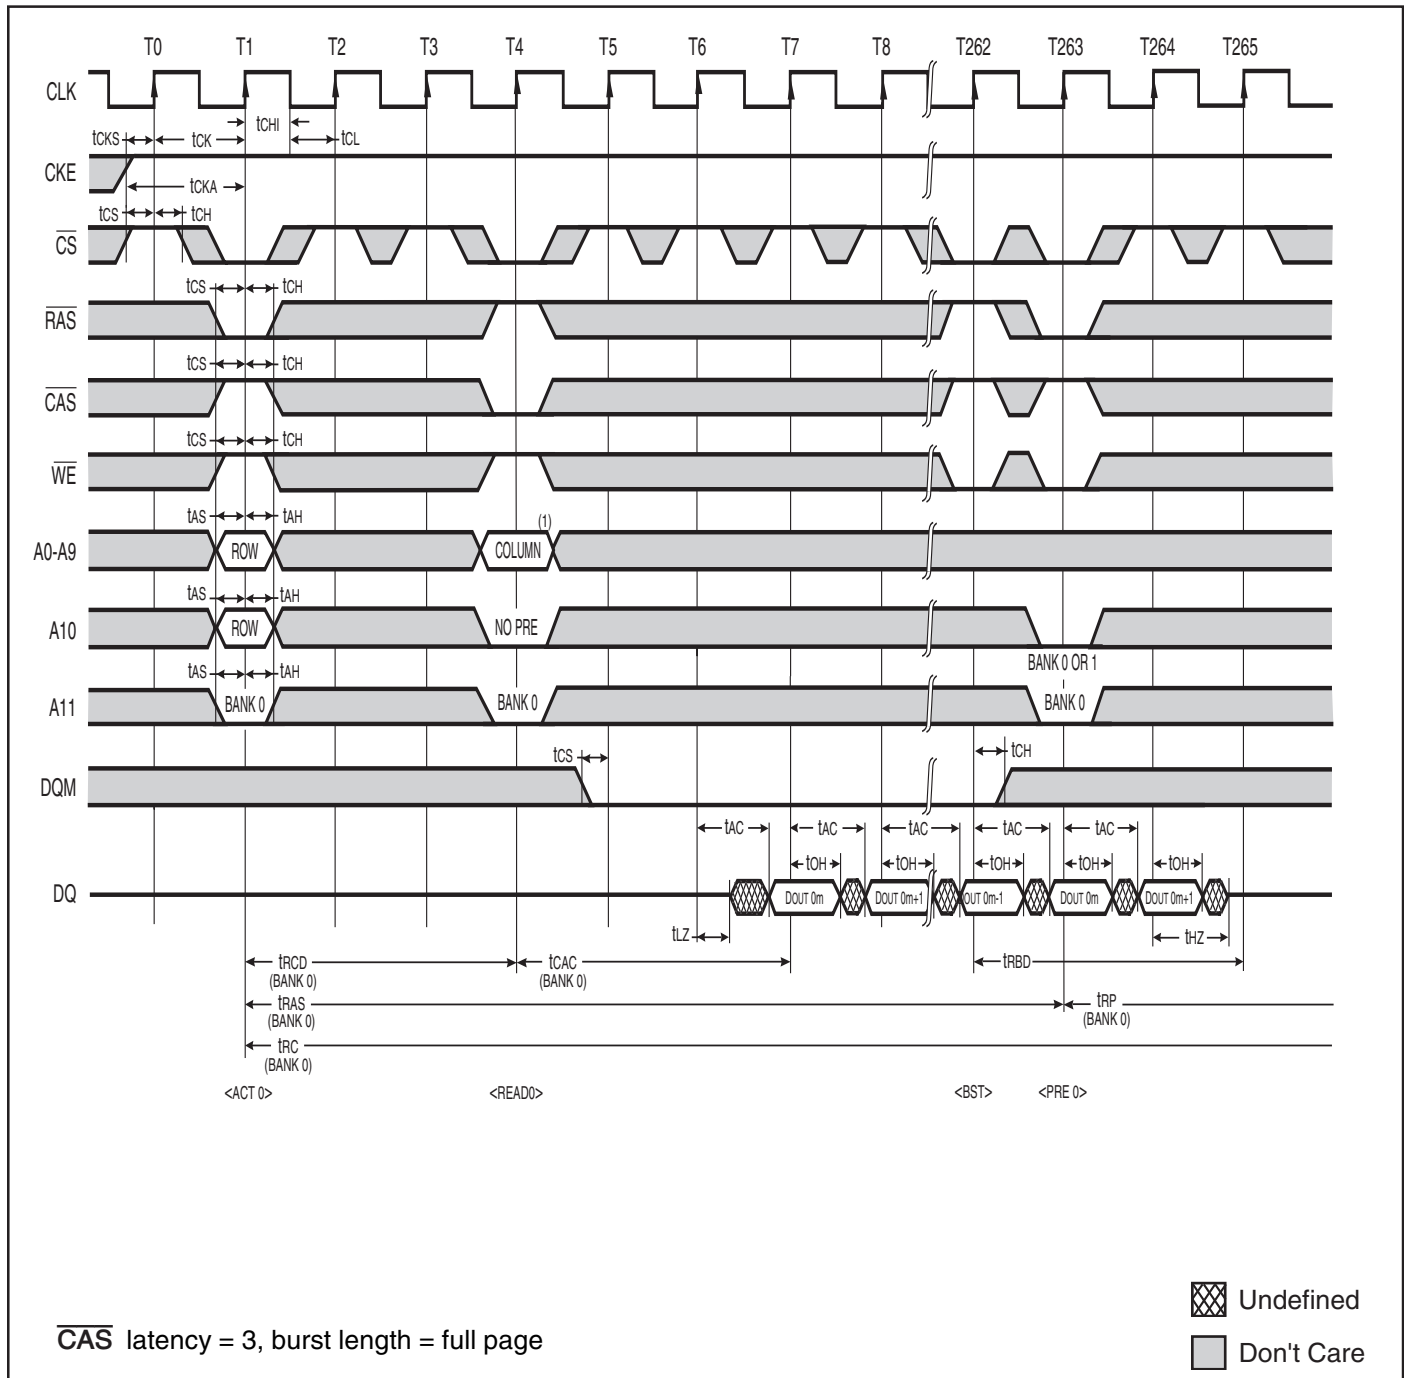 T0 T1 T2 T3 T4 T5 T6 T7 T8 T262 T263 T264 T265
CLK
tCHI
tCKS tCK tCL
CKE
tCKA
tCS tCH
CS
tCS tCH
RAS
tCS tCH
CAS
tCS tCH
WE
tAS tAH (1)
A0-A9 ROW COLUMN
tAS tAH
A10 ROW NO PRE
BANK 0 OR 1
tAS tAH
A11 BANK 0 BANK 0 BANK 0
tCS tCH
DQM
tAC tAC tAC tAC tAC
tOH tOH tOH tOH tOH
DQ DOUT 0m DOUT 0m+1 OUT 0m-1 DOUT 0m DOUT 0m+1
tLZ tHZ
tRCD tCAC tRBD
(BANK 0) (BANK 0)
tRAS tRP
(BANK 0) (BANK 0)
tRC
(BANK 0)
<ACT 0> <READ0> <BST> <PRE 0>
Undefined
CAS latency = 3, burst length = full page
Don't Care